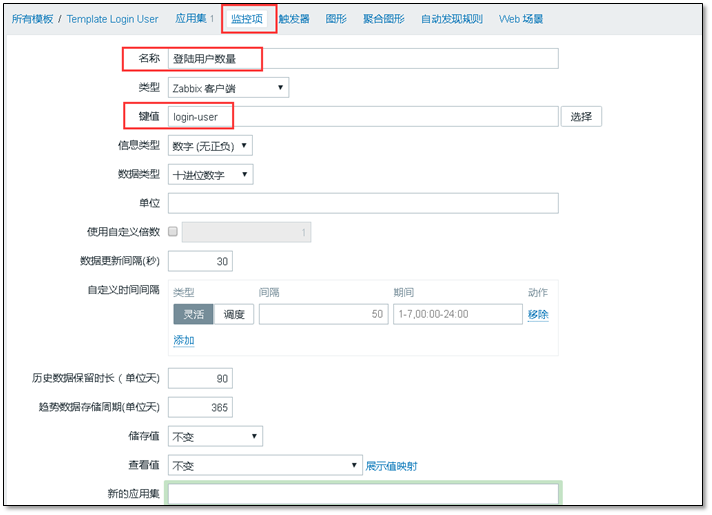 所有模板 / Template Login User 应用集 1 监控项 触发器 图形 聚合图形 自动发现规则 Web 场景
名称 登陆用户数量
类型 Zabbix 客户端
键值 login-user 选择
信息类型 数字 (无正负)
数据类型 十进位数字
单位
使用自定义倍数 1
数据更新间隔(秒) 30
自定义时间间隔 类型 间隔 期间 动作
灵活 调度 50 1-7,00:00-24:00 移除
添加
历史数据保留时长（单位天） 90
趋势数据存储周期(单位天) 365
储存值 不变
查看值 不变 展示值映射
新的应用集